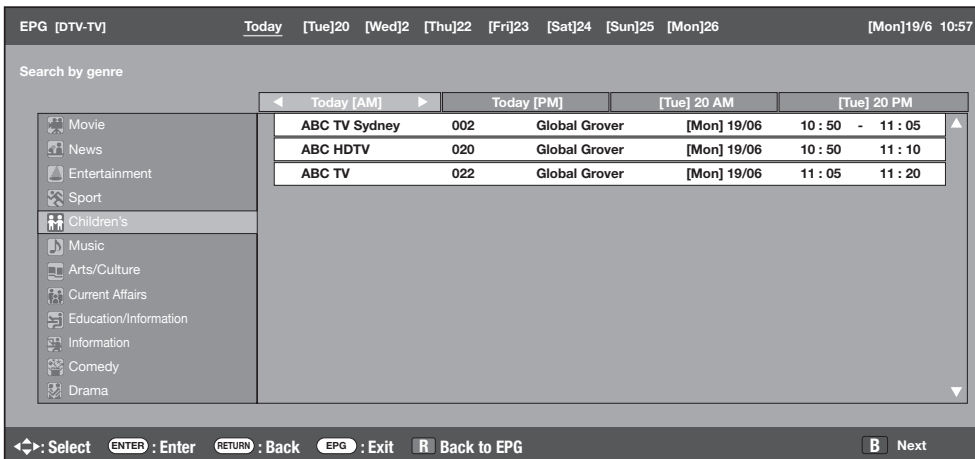 EPG [DTV-TV] Today [Tue]20 [Wed]2 [Thu]22 [Fri]23 [Sat]24 [Sun]25 [Mon]26 [Mon]19/6 10:57
Search by genre
Today [AM] Today [PM] [Tue] 20 AM [Tue] 20 PM
Movie
News
Entertainment
Sport
Children's
Music
Arts/Culture
Current Affairs
Education/Information
Information
Comedy
Drama
ABC TV Sydney 002 Global Grover [Mon] 19/06 10 : 50 - 11 : 05
ABC HDTV 020 Global Grover [Mon] 19/06 10 : 50 11 : 10
ABC TV 022 Global Grover [Mon] 19/06 11 : 05 11 : 20
: Select ENTER : Enter RETURN : Back EPG : Exit R Back to EPG B Next